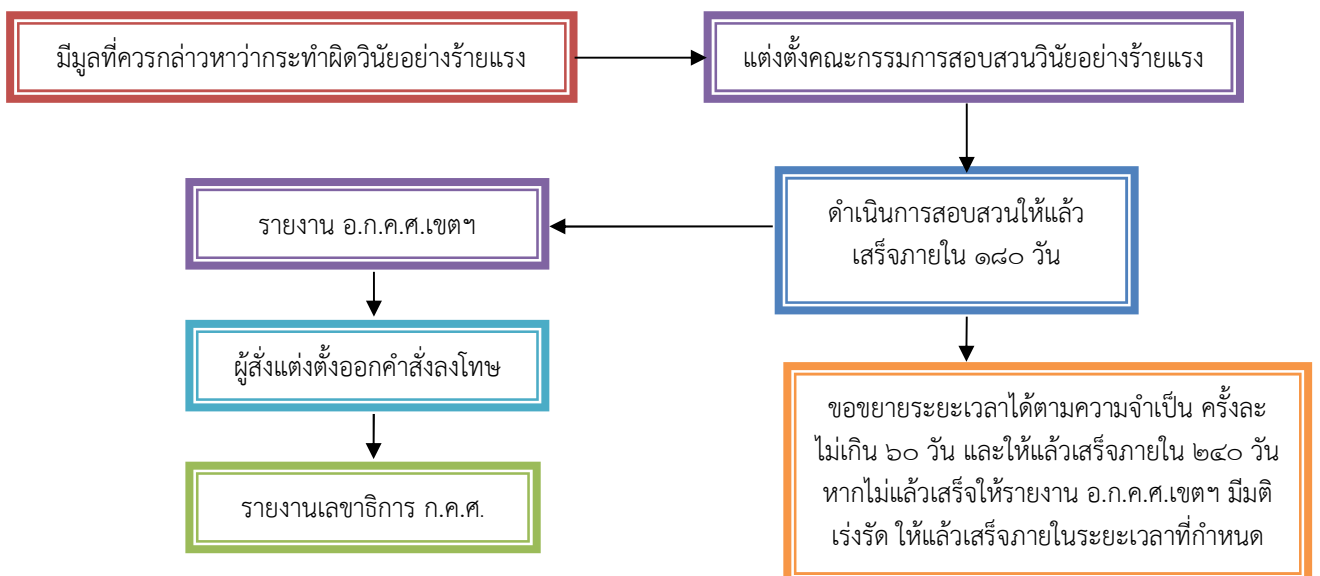 มีมูลที่ควรกล่าวหาว่ากระทำผิดวินัยอย่างร้ายแรง
แต่งตั้งคณะกรรมการสอบสวนวินัยอย่างร้ายแรง
ดำเนินการสอบสวนให้แล้ว
เสร็จภายใน ๑๘๐ วัน
รายงาน อ.ก.ค.ศ.เขตฯ
ผู้สั่งแต่งตั้งออกคำสั่งลงโทษ
รายงานเลขาธิการ ก.ค.ศ.
ขอขยายระยะเวลาได้ตามความจำเป็น ครั้งละ
ไม่เกิน ๖๐ วัน และให้แล้วเสร็จภายใน ๒๔๐ วัน
หากไม่แล้วเสร็จให้รายงาน อ.ก.ค.ศ.เขตฯ มีมติ
เร่งรัด ให้แล้วเสร็จภายในระยะเวลาที่กำหนด